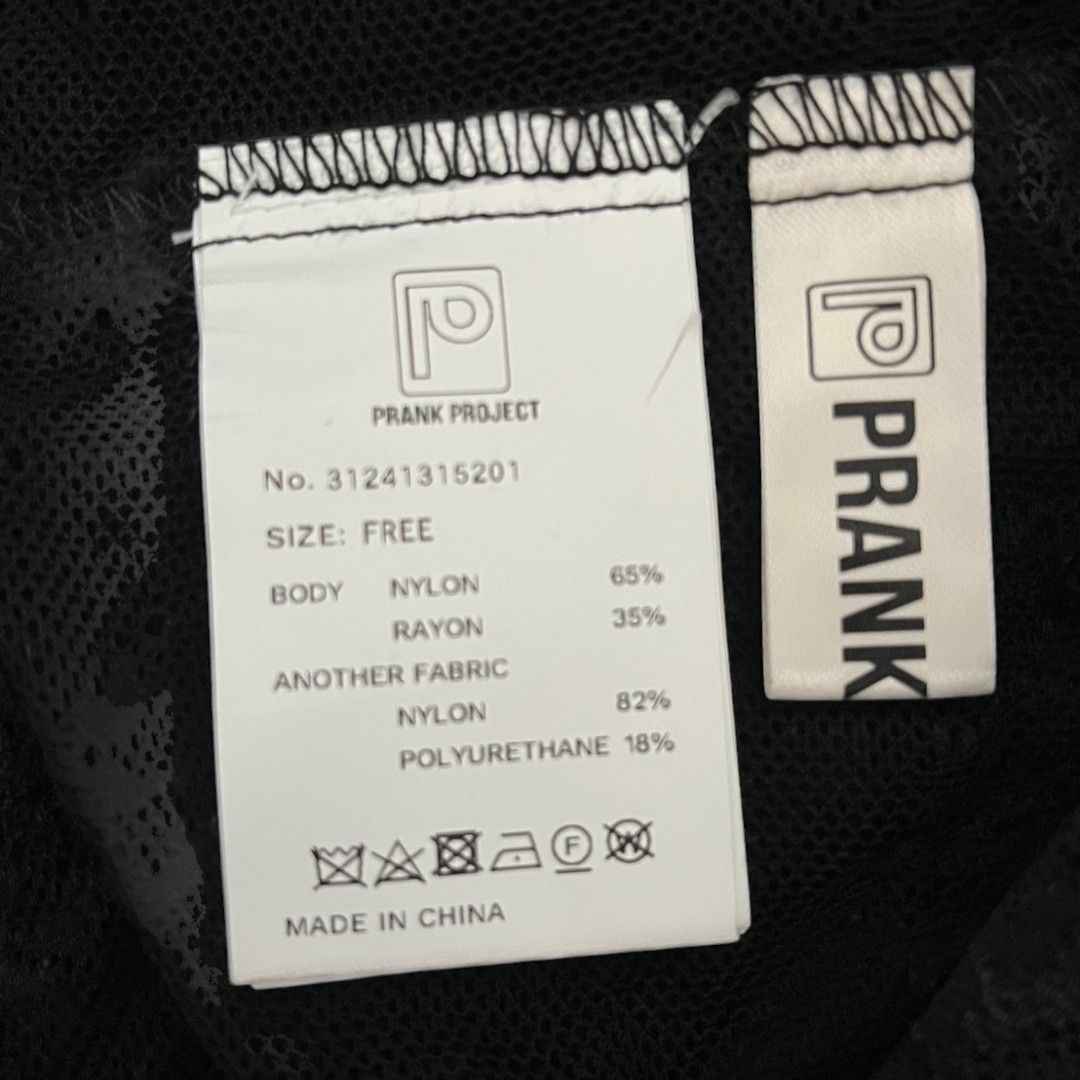 PRANK PROJECT
No. 31241315201
SIZE: FREE
BODY NYLON 65%
RAYON 35%
ANOTHER FABRIC
NYLON 82%
POLYURETHANE 18%
F W
MADE IN CHINA
PRANK